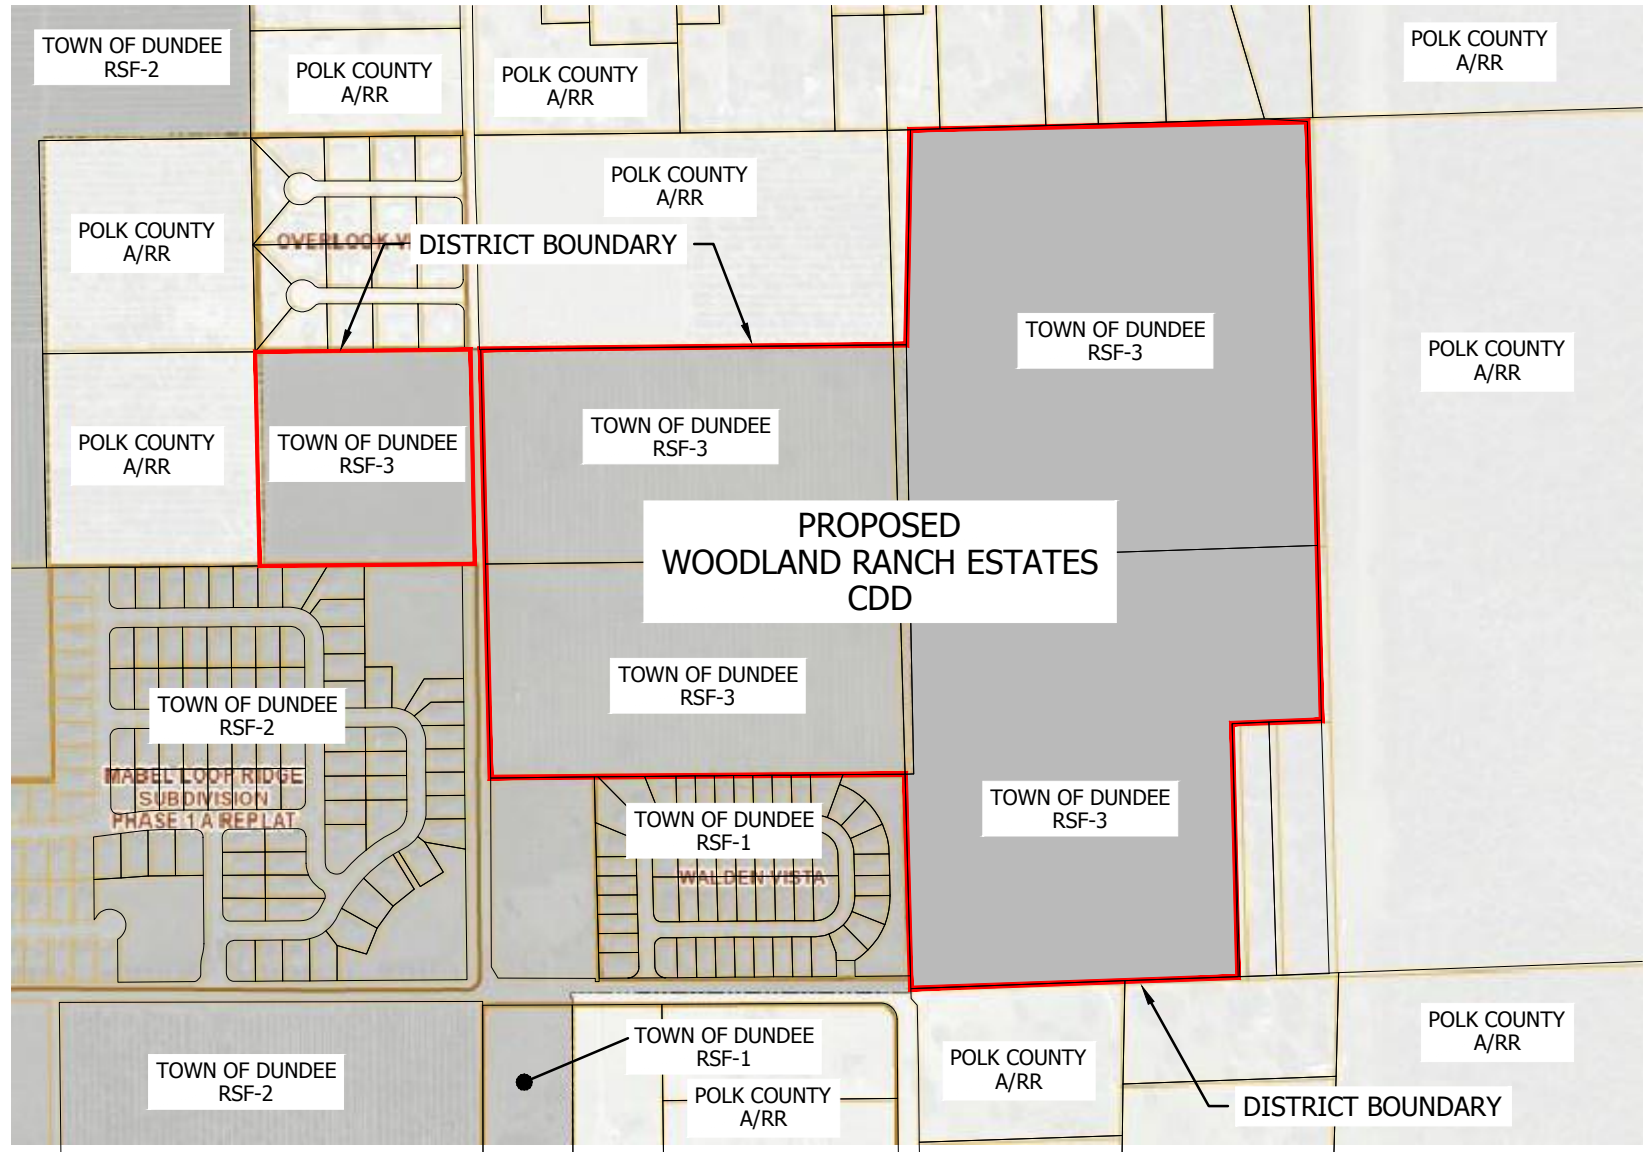 TOWN OF DUNDEE
RSF-2
POLK COUNTY
A/RR
POLK COUNTY
A/RR
POLK COUNTY
A/RR
POLK COUNTY
A/RR
POLK COUNTY
A/RR
OVERLOOK
DISTRICT BOUNDARY
TOWN OF DUNDEE
RSF-3
POLK COUNTY
A/RR
POLK COUNTY
A/RR
TOWN OF DUNDEE
RSF-3
TOWN OF DUNDEE
RSF-3
PROPOSED
WOODLAND RANCH ESTATES
CDD
TOWN OF DUNDEE
RSF-3
TOWN OF DUNDEE
RSF-2
MABEL LOOP RIDGE
SUBDIVISION
PHASE 1 A REPLAT
TOWN OF DUNDEE
RSF-1
WALDEN VISTA
TOWN OF DUNDEE
RSF-3
TOWN OF DUNDEE
RSF-2
TOWN OF DUNDEE
RSF-1
POLK COUNTY
A/RR
POLK COUNTY
A/RR
POLK COUNTY
A/RR
DISTRICT BOUNDARY